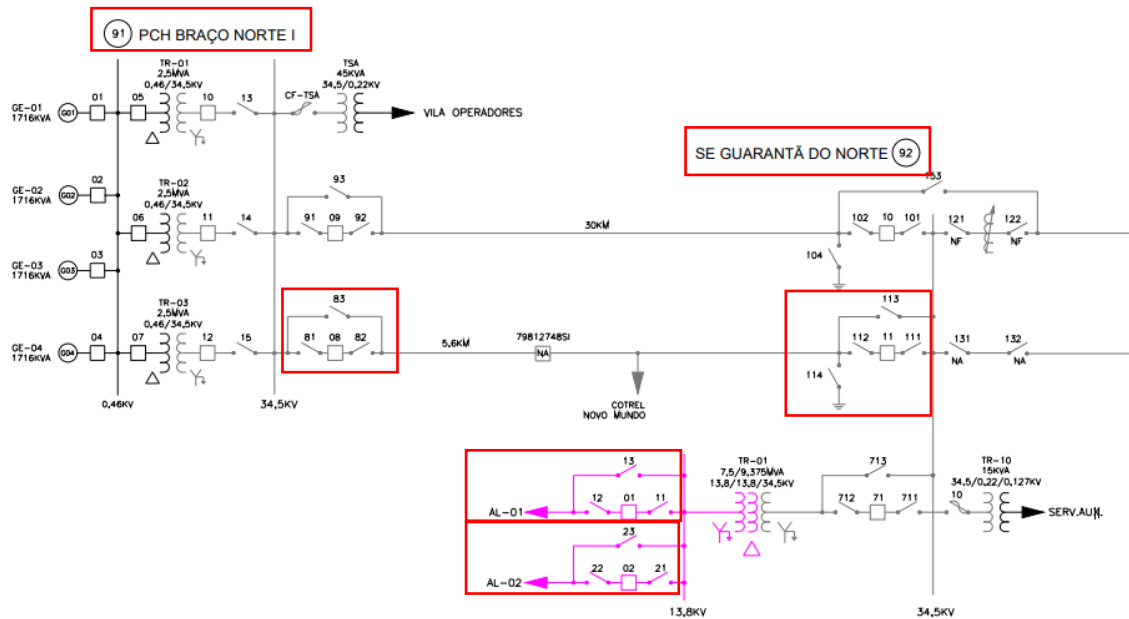 91 PCH BRAÇO NORTE I
TR-01
2,5MVA
0,46/34,5KV
TSA
45KVA
34,5/0,22KV
GE-01
1716KVA
G01
01
05
10
13
CF-TSA
VILA OPERADORES
SE GUARANTÃ DO NORTE 92
GE-02
1716KVA
G02
02
TR-02
2,5MVA
0,46/34,5KV
93
153
06
11
14
91
09
92
30KM
102
10
101
121
122
NF
NF
104
GE-03
1716KVA
G03
03
TR-03
2,5MVA
0,46/34,5KV
83
113
GE-04
1716KVA
G04
04
07
12
15
81
08
82
5,6KM
79812748SI
NA
112
11
111
131
132
NA
NA
114
0,46KV
34,5KV
COTREL
NOVO MUNDO
13
TR-01
7,5/9,375MVA
13,8/13,8/34,5KV
713
TR-10
15KVA
34,5/0,22/0,127KV
AL-01
12
01
11
712
71
711
10
SERV.AUX.
23
AL-02
22
02
21
13,8KV
34,5KV